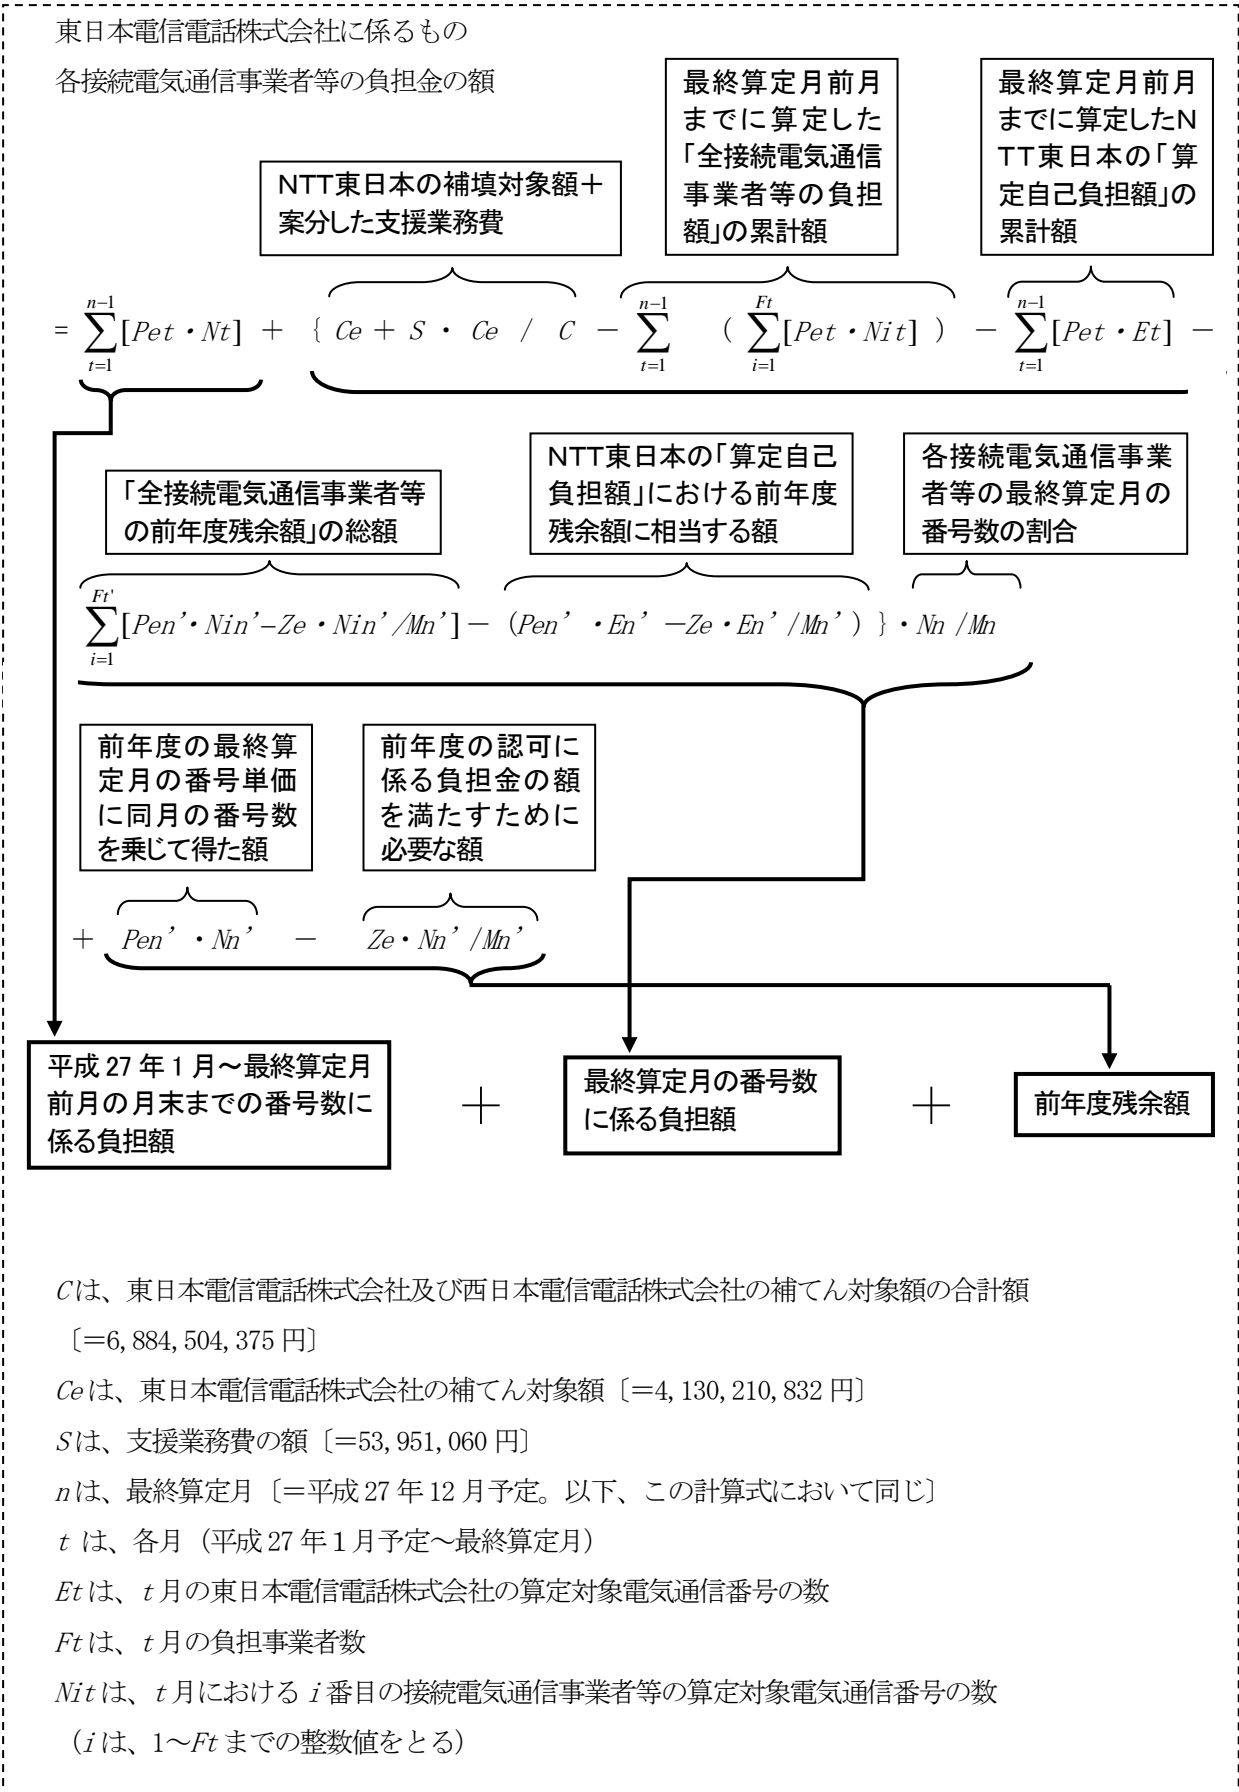 東日本電信電話株式会社に係るもの
各接続電気通信事業者等の負担金の額
最終算定月前月
までに算定した
「全接続電気通信
事業者等の負担
額」の累計額
最終算定月前月
までに算定したN
TT東日本の「算
定自己負担額」の
累計額
NTT東日本の補填対象額＋
案分した支援業務費
= \sum_{t=1}^{n-1}[Pet・Nt] ＋ { Ce + S ・ Ce / C － \sum_{t=1}^{n-1} ( \sum_{i=1}^{Ft}[Pet・Nit] ) － \sum_{t=1}^{n-1}[Pet・Et] －
「全接続電気通信事業者等
の前年度残余額」の総額
NTT東日本の「算定自己
負担額」における前年度
残余額に相当する額
各接続電気通信事業
者等の最終算定月の
番号数の割合
\sum_{i=1}^{Ft'}[Pen’・Nin’－Ze・Nin’/Mn’]－ (Pen’・En’－Ze・En’/Mn’) }・Nn/Mn
前年度の最終算
定月の番号単価
に同月の番号数
を乗じて得た額
前年度の認可に
係る負担金の額
を満たすために
必要な額
＋ Pen’・Nn’ － Ze・Nn’/Mn’
平成27年1月～最終算定月
前月の月末までの番号数に
係る負担額
＋
最終算定月の番号数
に係る負担額
＋
前年度残余額
Cは、東日本電信電話株式会社及び西日本電信電話株式会社の補てん対象額の合計額
〔＝6,884,504,375円〕
Ceは、東日本電信電話株式会社の補てん対象額〔＝4,130,210,832円〕
Sは、支援業務費の額〔＝53,951,060円〕
nは、最終算定月〔＝平成27年12月予定。以下、この計算式において同じ〕
t は、各月（平成27年１月予定～最終算定月）
Etは、t月の東日本電信電話株式会社の算定対象電気通信番号の数
Ftは、t月の負担事業者数
Nitは、t月におけるi番目の接続電気通信事業者等の算定対象電気通信番号の数
（iは、1～Ftまでの整数値をとる）